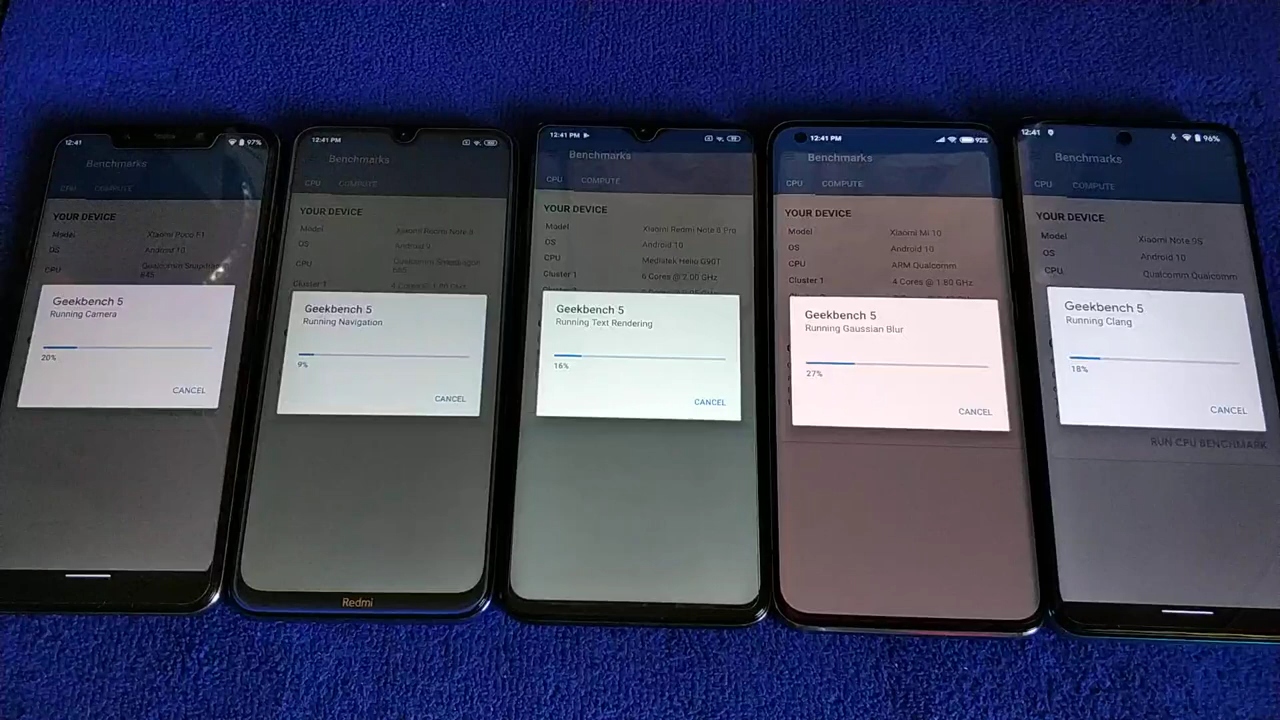 12:41
97%
Benchmarks
CPU COMPUTE
YOUR DEVICE
Model Xiaomi Poco F1
OS Android 10
CPU Qualcomm Snapdragon 845
Geekbench 5
Running Camera
20%
CANCEL
12:41 PM
Benchmarks
CPU COMPUTE
YOUR DEVICE
Model Xiaomi Redmi Note 8
OS Android 9
CPU Qualcomm Snapdragon 665
Cluster 1 4 Cores @ 1.80 GHz
Geekbench 5
Running Navigation
9%
CANCEL
Redmi
12:41 PM
Benchmarks
CPU COMPUTE
YOUR DEVICE
Model Xiaomi Redmi Note 8 Pro
OS Android 10
CPU Mediatek Helio G90T
Cluster 1 6 Cores @ 2.00 GHz
Geekbench 5
Running Text Rendering
16%
CANCEL
12:41 PM
92%
Benchmarks
CPU COMPUTE
YOUR DEVICE
Model Xiaomi Mi 10
OS Android 10
CPU ARM Qualcomm
Cluster 1 4 Cores @ 1.80 GHz
Geekbench 5
Running Gaussian Blur
27%
CANCEL
12:41
96%
Benchmarks
CPU COMPUTE
YOUR DEVICE
Model Xiaomi Note 9S
OS Android 10
CPU Qualcomm Qualcomm
Geekbench 5
Running Clang
18%
CANCEL
RUN CPU BENCHMARK